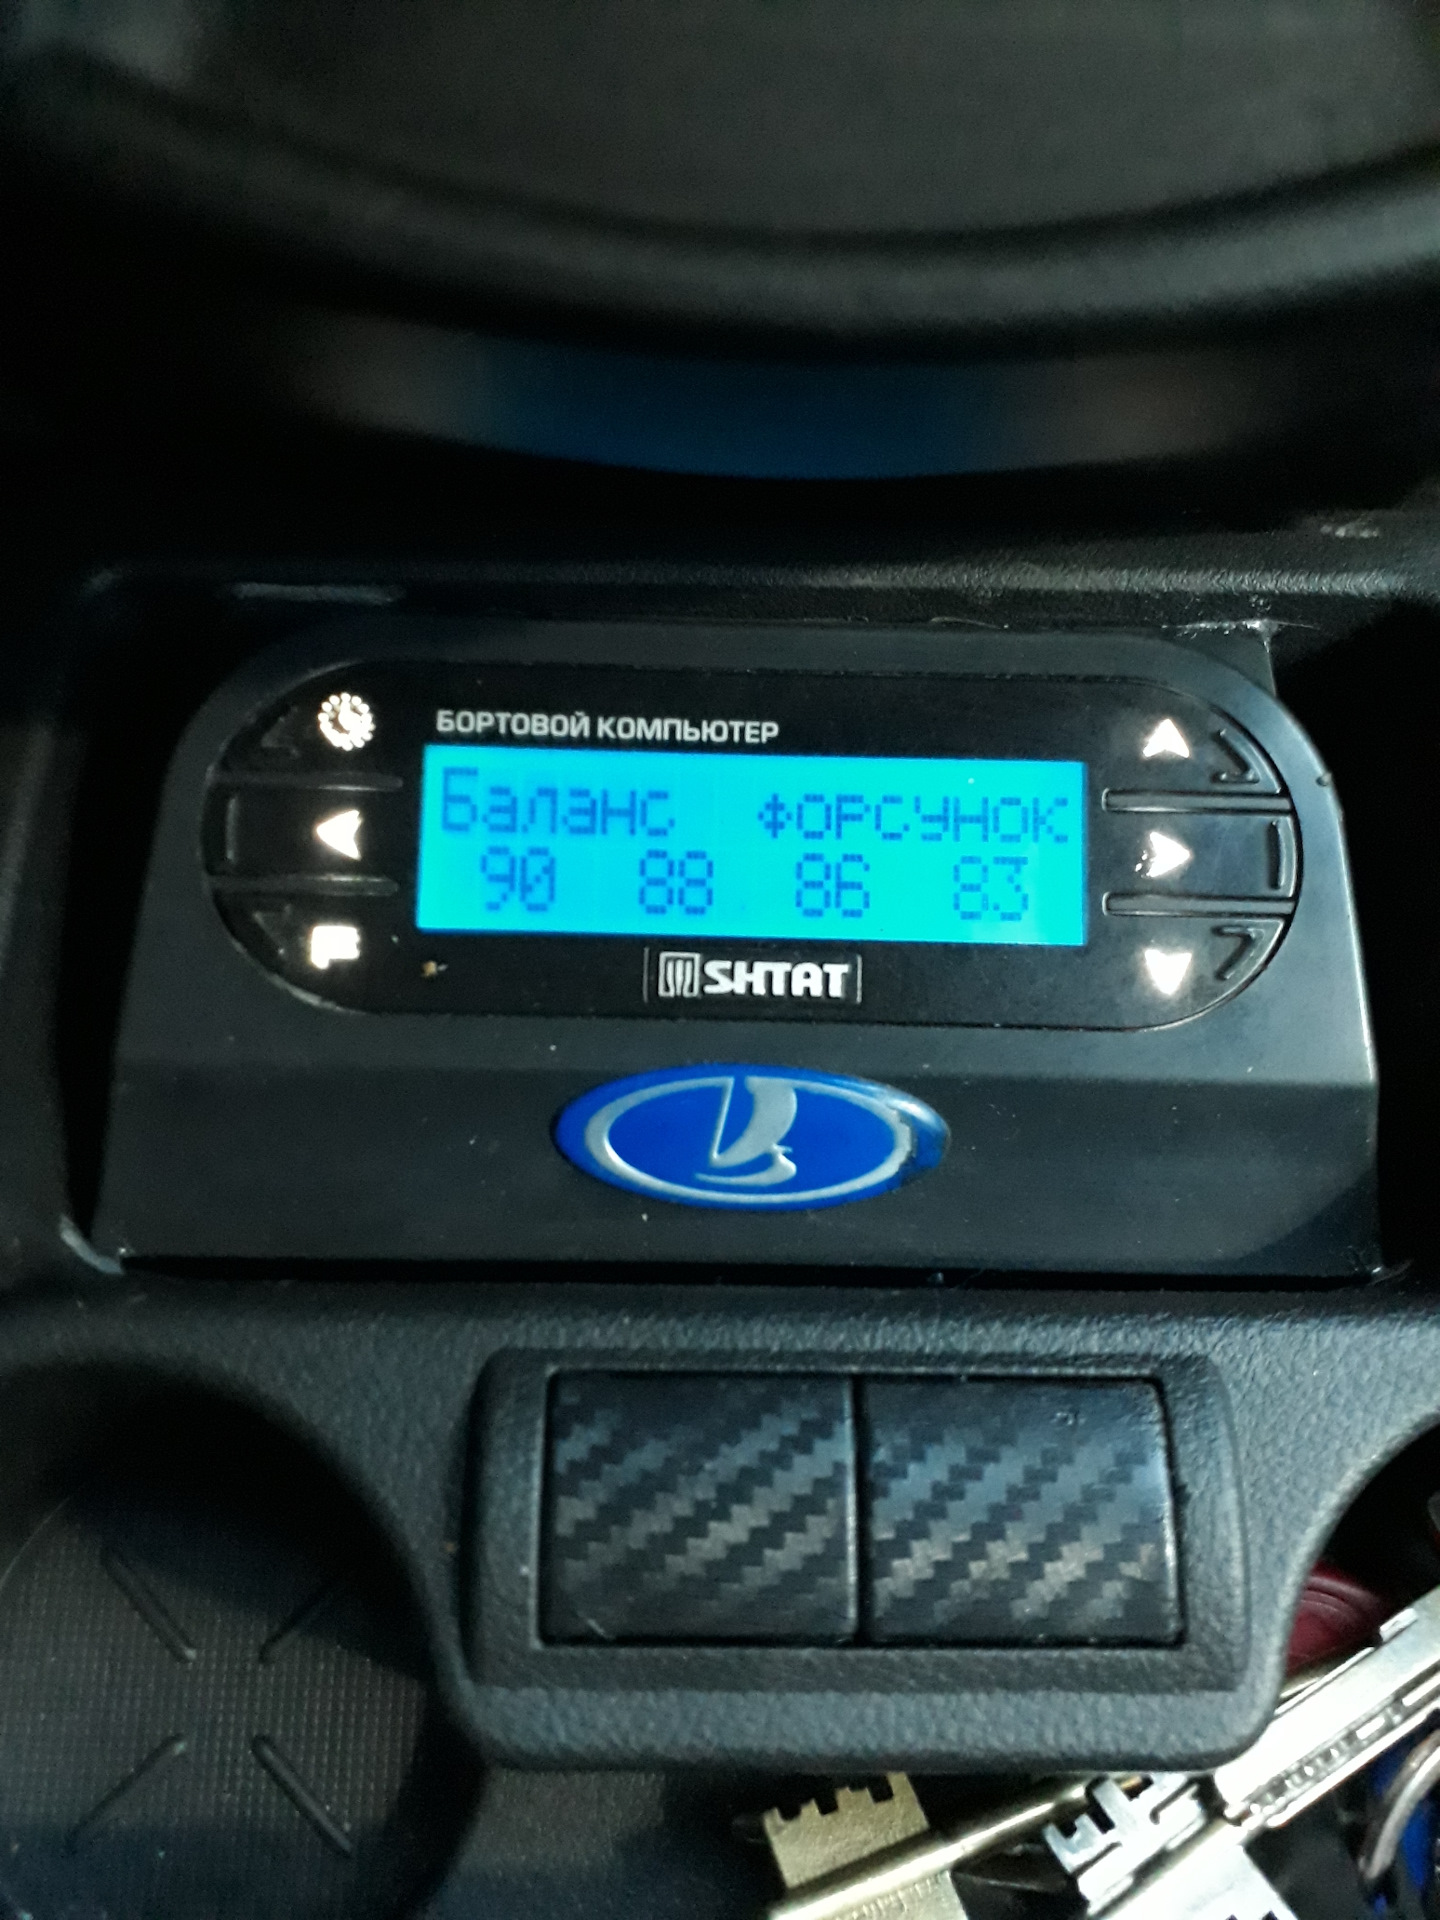 БОРТОВОЙ КОМПЬЮТЕР
Баланс ФОРСУНОК
90 88 86 83
SHTAT